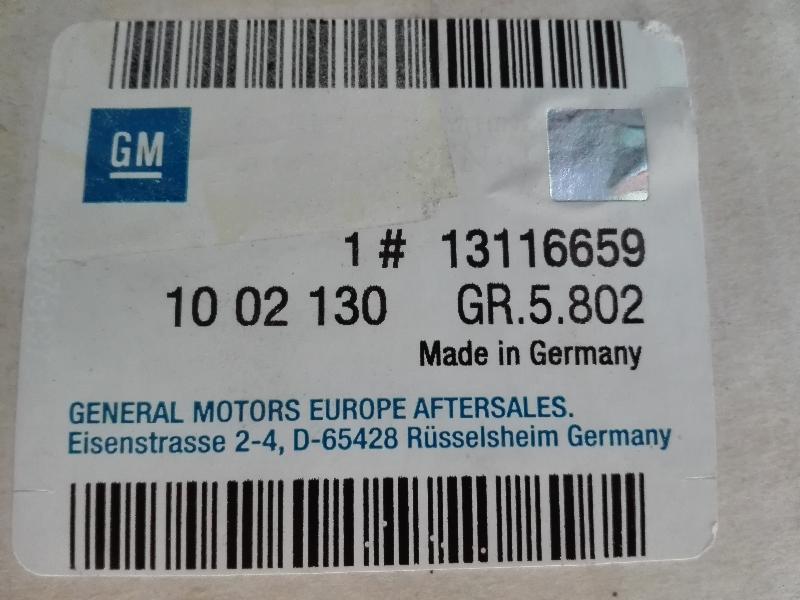 GM
1 # 13116659
10 02 130 GR.5.802
Made in Germany
GENERAL MOTORS EUROPE AFTERSALES.
Eisenstrasse 2-4, D-65428 Rüsselsheim Germany